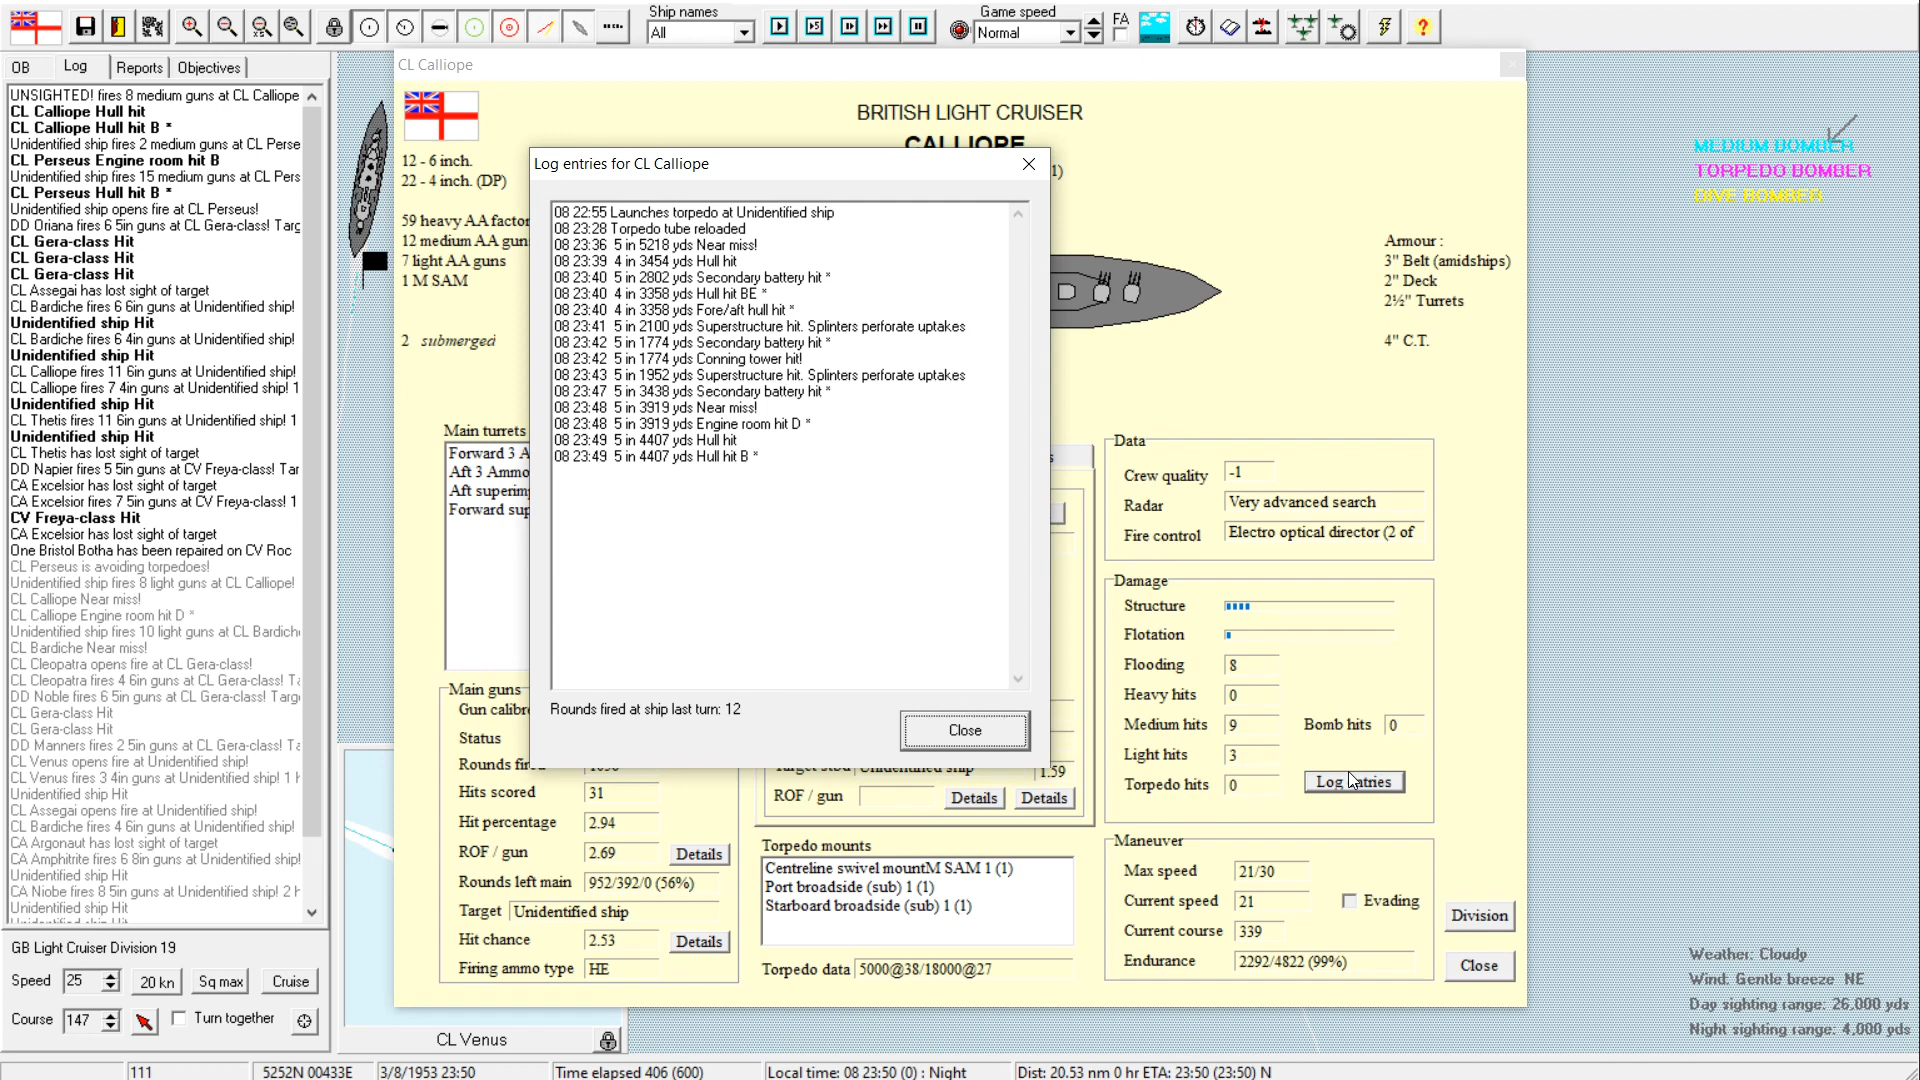 Ship names
All
Game speed
Normal
FA
OB
Log
Reports
Objectives
UNSIGHTED! fires 8 medium guns at CL Calliope
CL Calliope Hull hit
CL Calliope Hull hit B *
Unidentified ship fires 2 medium guns at CL Perse
CL Perseus Engine room hit B
Unidentified ship fires 15 medium guns at CL Pers
CL Perseus Hull hit B *
Unidentified ship opens fire at CL Perseus!
DD Oriana fires 6 5in guns at CL Gera-class! Targ
CL Gera-class Hit
CL Gera-class Hit
CL Gera-class Hit
CL Assegai has lost sight of target
CL Bardiche fires 6 6in guns at Unidentified ship!
Unidentified ship Hit
CL Bardiche fires 6 4in guns at Unidentified ship!
Unidentified ship Hit
CL Calliope fires 11 6in guns at Unidentified ship!
CL Calliope fires 7 4in guns at Unidentified ship! 1
Unidentified ship Hit
CL Thetis fires 11 6in guns at Unidentified ship! 1
Unidentified ship Hit
CL Thetis has lost sight of target
DD Napier fires 5 5in guns at CV Freya-class! Tar
CA Excelsior has lost sight of target
CA Excelsior fires 7 5in guns at CV Freya-class! 1
CV Freya-class Hit
CA Excelsior has lost sight of target
One Bristol Botha has been repaired on CV Roc
CL Perseus is avoiding torpedoes!
Unidentified ship fires 8 light guns at CL Calliope!
CL Calliope Near miss!
CL Calliope Engine room hit D *
Unidentified ship fires 10 light guns at CL Bardich
CL Bardiche Near miss!
CL Cleopatra opens fire at CL Gera-class!
CL Cleopatra fires 4 6in guns at CL Gera-class! T
DD Noble fires 6 5in guns at CL Gera-class! Targ
CL Gera-class Hit
CL Gera-class Hit
DD Manners fires 2 5in guns at CL Gera-class! Ta
CL Venus opens fire at Unidentified ship!
CL Venus fires 3 4in guns at Unidentified ship! 1 h
Unidentified ship Hit
CL Assegai opens fire at Unidentified ship!
CL Bardiche fires 4 6in guns at Unidentified ship!
CA Argonaut has lost sight of target
CA Amphitrite fires 6 8in guns at Unidentified ship!
Unidentified ship Hit
CA Niobe fires 8 5in guns at Unidentified ship! 2 h
Unidentified ship Hit
GB Light Cruiser Division 19
Speed 25 20 kn Sq max Cruise
Course 147 Turn together
CL Calliope
BRITISH LIGHT CRUISER
CALLIOPE
1)
12 - 6 inch.
22 - 4 inch. (DP)
59 heavy AA factor
12 medium AA gun
7 light AA guns
1 M SAM
2 submerged
Armour :
3" Belt (amidships)
2" Deck
2½" Turrets
4" C.T.
Log entries for CL Calliope
08 22:55 Launches torpedo at Unidentified ship
08 23:28 Torpedo tube reloaded
08 23:36 5 in 5218 yds Near miss!
08 23:39 4 in 3454 yds Hull hit
08 23:40 5 in 2802 yds Secondary battery hit *
08 23:40 4 in 3358 yds Hull hit BE *
08 23:40 4 in 3358 yds Fore/aft hull hit *
08 23:41 5 in 2100 yds Superstructure hit. Splinters perforate uptakes
08 23:42 5 in 1774 yds Secondary battery hit *
08 23:42 5 in 1774 yds Conning tower hit!
08 23:43 5 in 1952 yds Superstructure hit. Splinters perforate uptakes
08 23:47 5 in 3438 yds Secondary battery hit *
08 23:48 5 in 3919 yds Near miss!
08 23:48 5 in 3919 yds Engine room hit D *
08 23:49 5 in 4407 yds Hull hit
08 23:49 5 in 4407 yds Hull hit B *
Rounds fired at ship last turn: 12
Close
Main turrets
Forward 3 A
Aft 3 Ammo
Aft superim
Forward sup
Main guns
Gun calibre
Status
Rounds fire
Hits scored 31
Hit percentage 2.94
ROF / gun 2.69 Details
Rounds left main 952/392/0 (56%)
Target Unidentified ship
Hit chance 2.53 Details
Firing ammo type HE
Unidentified ship 1.59
ROF / gun Details Details
Torpedo mounts
Centreline swivel mountM SAM 1 (1)
Port broadside (sub) 1 (1)
Starboard broadside (sub) 1 (1)
Torpedo data 5000@38/18000@27
Data
Crew quality -1
Radar Very advanced search
Fire control Electro optical director (2 of
Damage
Structure
Flotation
Flooding 8
Heavy hits 0
Medium hits 9 Bomb hits 0
Light hits 3
Torpedo hits 0 Log entries
Maneuver
Max speed 21/30
Current speed 21 Evading
Current course 339
Endurance 2292/4822 (99%)
Division
Close
MEDIUM BOMBER
TORPEDO BOMBER
DIVE BOMBER
Weather: Cloudy
Wind: Gentle breeze NE
Day sighting range: 26,000 yds
Night sighting range: 4,000 yds
CL Venus
111 5252N 00433E 3/8/1953 23:50 Time elapsed 406 (600) Local time: 08 23:50 (0) : Night Dist: 20.53 nm 0 hr ETA: 23:50 (23:50) N